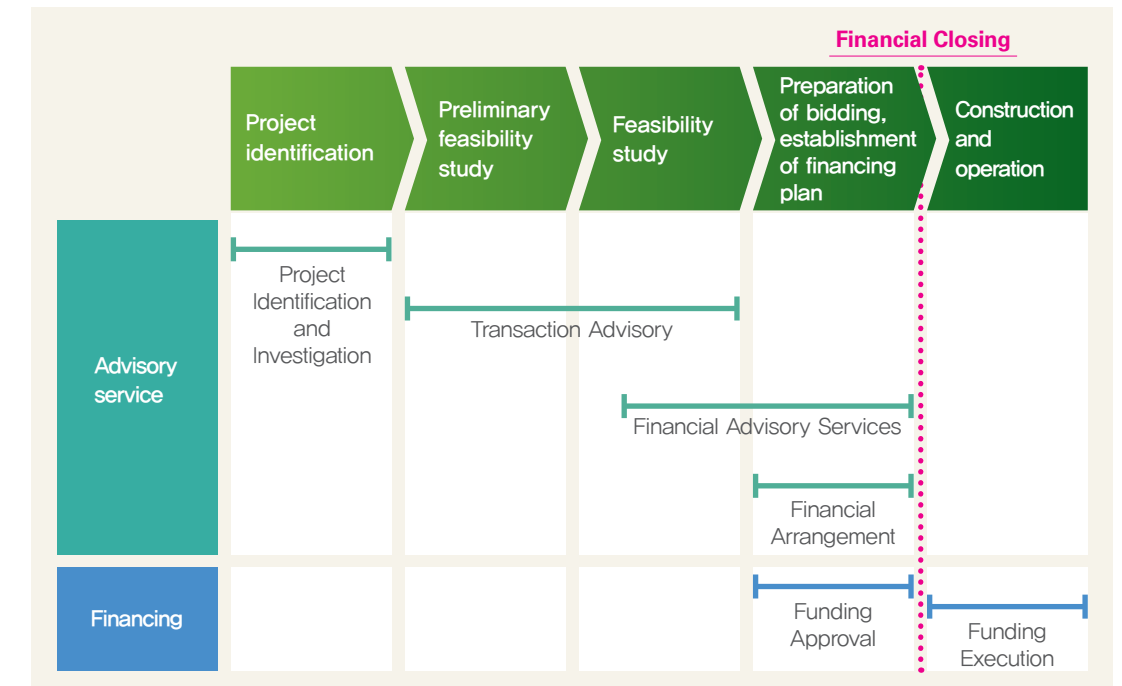 Financial Closing
Project
identification
Preliminary
feasibility
study
Feasibility
study
Preparation
of bidding,
establishment
of financing
plan
Construction
and
operation
Advisory
service
Project
Identification
and
Investigation
Transaction Advisory
Financial Advisory Services
Financial
Arrangement
Financing
Funding
Approval
Funding
Execution